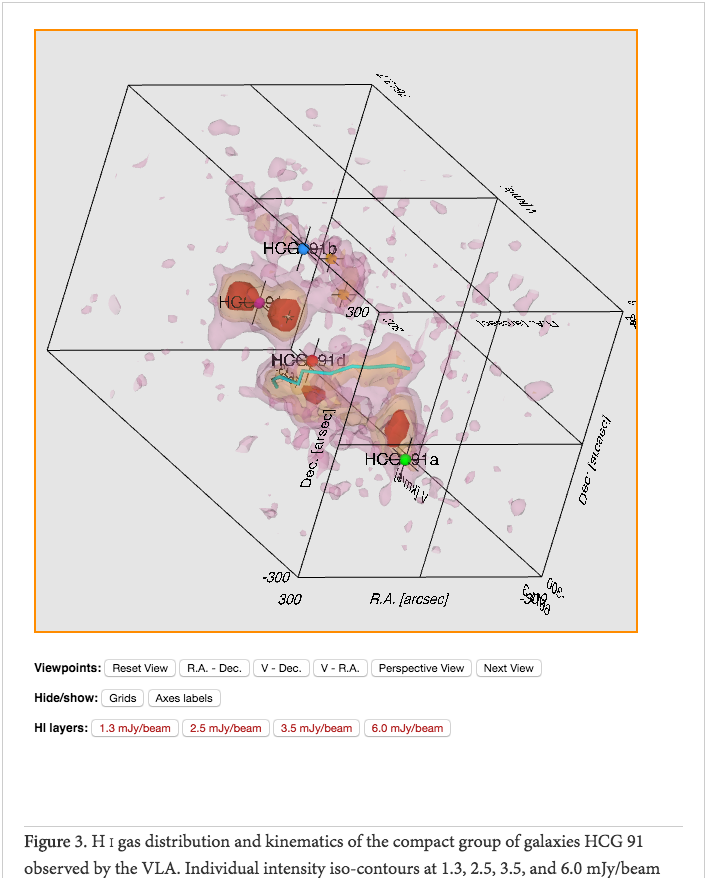 HCG 91b
HCG 91
300
HCG 91d
Dec. [arcsec]
Dec. [arcsec]
HCG 91a
V [km/s]
-300
300
R.A. [arcsec]
-300
Viewpoints: Reset View R.A. - Dec. V - Dec. V - R.A. Perspective View Next View
Hide/show: Grids Axes labels
HI layers: 1.3 mJy/beam 2.5 mJy/beam 3.5 mJy/beam 6.0 mJy/beam
Figure 3. H I gas distribution and kinematics of the compact group of galaxies HCG 91
observed by the VLA. Individual intensity iso-contours at 1.3, 2.5, 3.5, and 6.0 mJy/beam